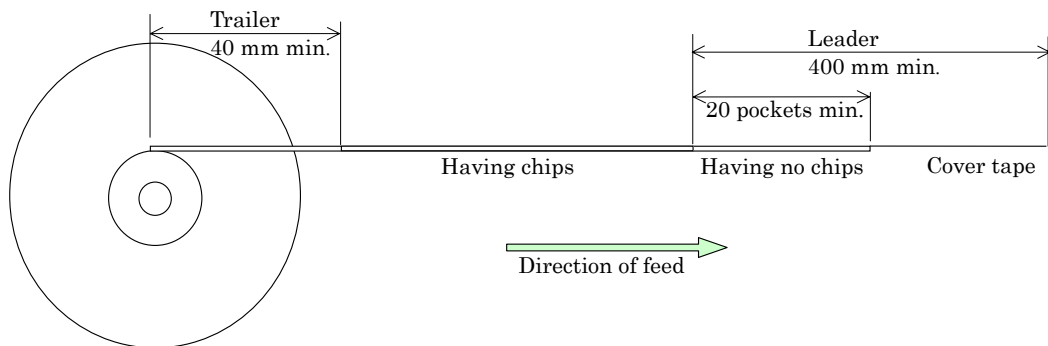 Trailer
40 mm min.
Leader
400 mm min.
20 pockets min.
Having chips
Having no chips
Cover tape
Direction of feed